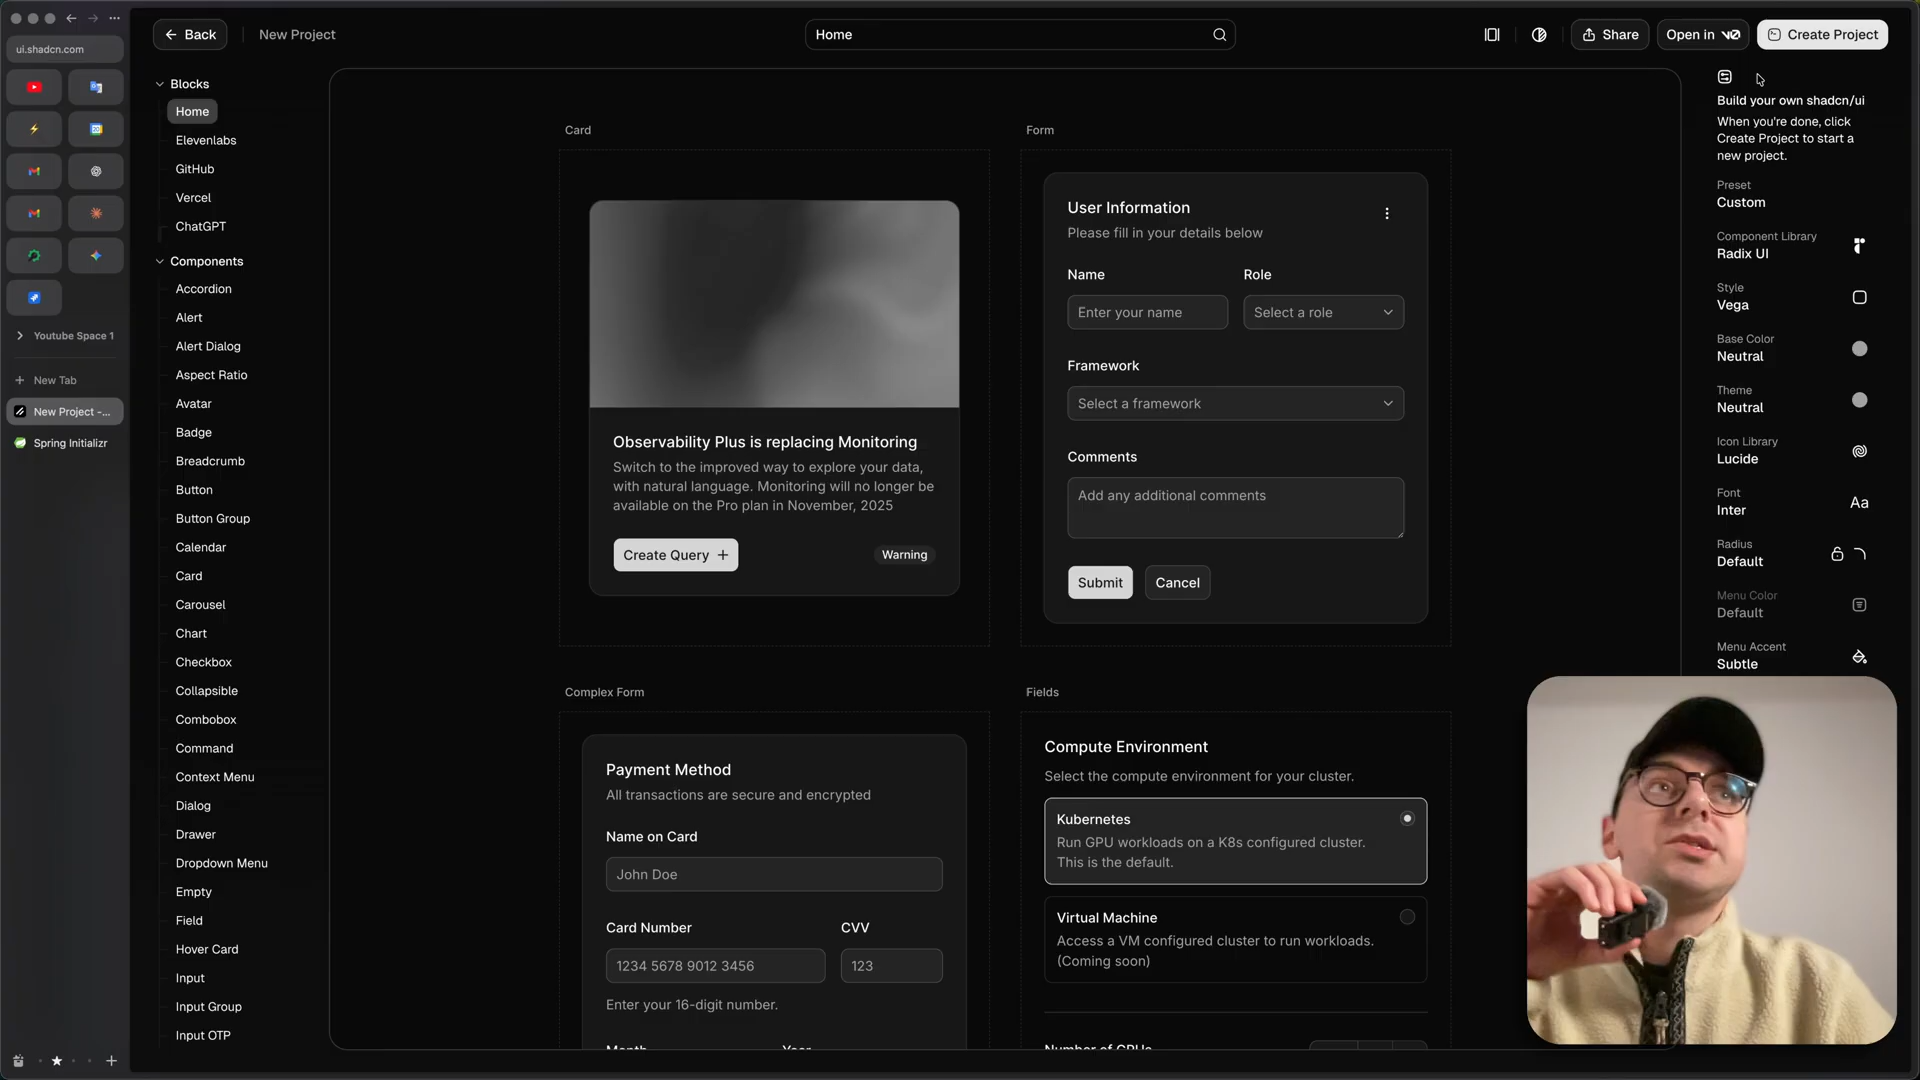 ui.shadcn.com
Youtube Space 1
New Tab
New Project -...
Spring Initializr
Back
New Project
Home
Share
Open in
Create Project
Blocks
Home
Elevenlabs
GitHub
Vercel
ChatGPT
Components
Accordion
Alert
Alert Dialog
Aspect Ratio
Avatar
Badge
Breadcrumb
Button
Button Group
Calendar
Card
Carousel
Chart
Checkbox
Collapsible
Combobox
Command
Context Menu
Dialog
Drawer
Dropdown Menu
Empty
Field
Hover Card
Input
Input Group
Input OTP
Card
Observability Plus is replacing Monitoring
Switch to the improved way to explore your data,
with natural language. Monitoring will no longer be
available on the Pro plan in November, 2025
Create Query
Warning
Form
User Information
Please fill in your details below
Name
Role
Enter your name
Select a role
Framework
Select a framework
Comments
Add any additional comments
Submit
Cancel
Complex Form
Payment Method
All transactions are secure and encrypted
Name on Card
John Doe
Card Number
CVV
1234 5678 9012 3456
123
Enter your 16-digit number.
Month
Year
Fields
Compute Environment
Select the compute environment for your cluster.
Kubernetes
Run GPU workloads on a K8s configured cluster.
This is the default.
Virtual Machine
Access a VM configured cluster to run workloads.
(Coming soon)
Number of GPUs
Build your own shadcn/ui
When you're done, click
Create Project to start a
new project.
Preset
Custom
Component Library
Radix UI
Style
Vega
Base Color
Neutral
Theme
Neutral
Icon Library
Lucide
Font
Inter
Aa
Radius
Default
Menu Color
Default
Menu Accent
Subtle